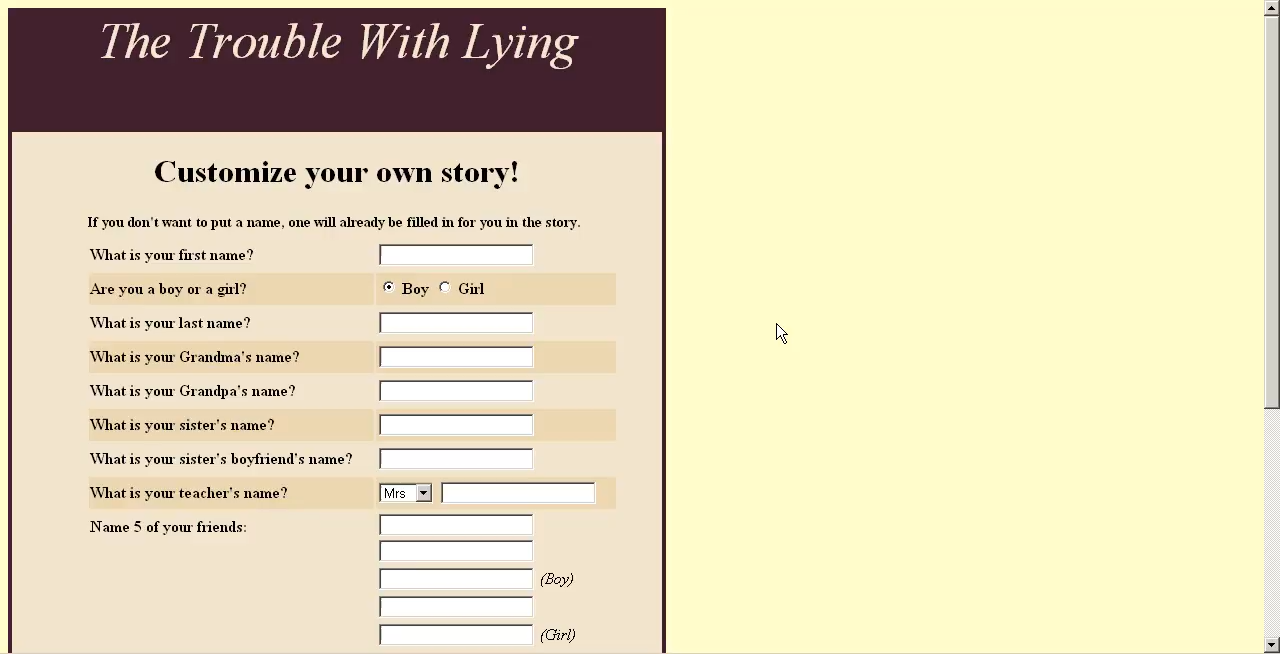 The Trouble With Lying
Customize your own story!
If you don't want to put a name, one will already be filled in for you in the story.
What is your first name?
Are you a boy or a girl? Boy Girl
What is your last name?
What is your Grandma's name?
What is your Grandpa's name?
What is your sister's name?
What is your sister's boyfriend's name?
What is your teacher's name? Mrs
Name 5 of your friends:
(Boy)
(Girl)